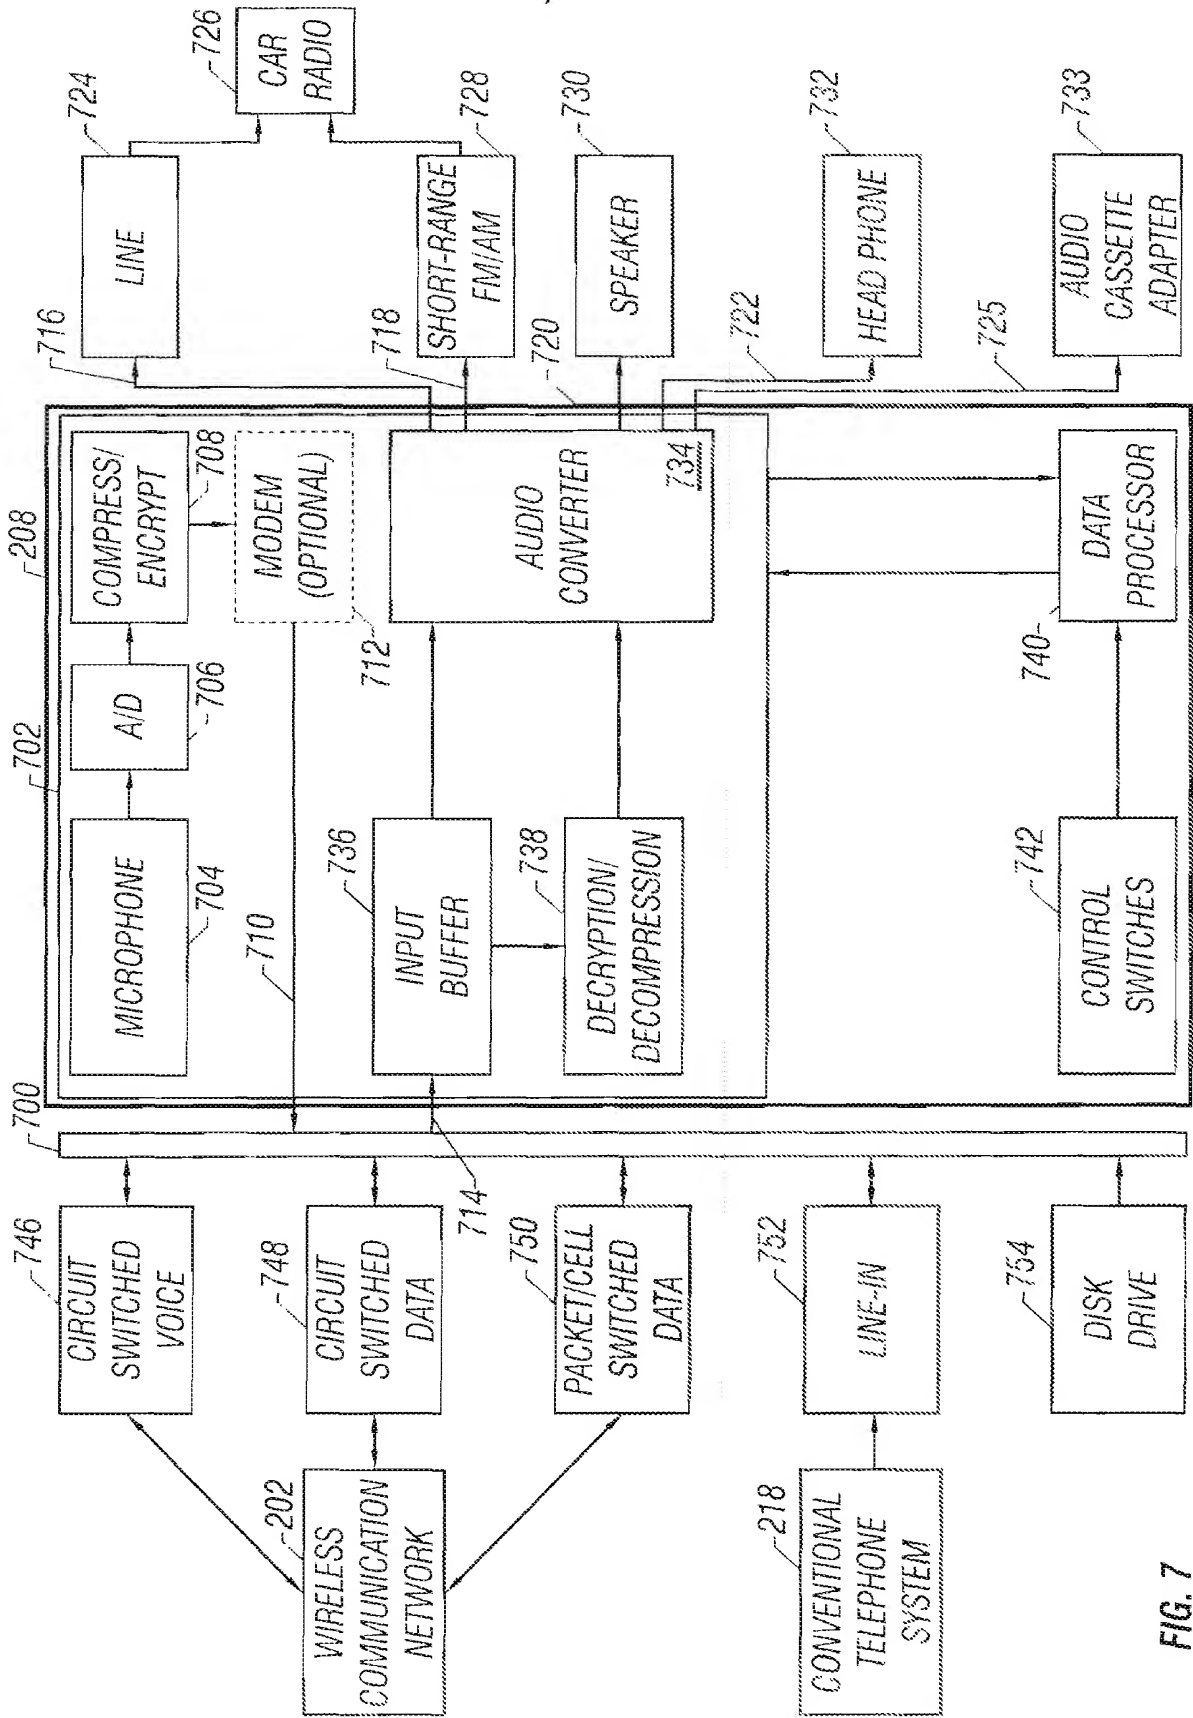 746
CIRCUIT
SWITCHED
VOICE
748
CIRCUIT
SWITCHED
DATA
750
PACKET/CELL
SWITCHED
DATA
752
LINE-IN
754
DISK
DRIVE
202
WIRELESS
COMMUNICATION
NETWORK
218
CONVENTIONAL
TELEPHONE
SYSTEM
700
714
710
702
208
MICROPHONE
704
A/D
706
COMPRESS/
ENCRYPT
708
MODEM
(OPTIONAL)
712
736
INPUT
BUFFER
738
DECRYPTION/
DECOMPRESSION
AUDIO
CONVERTER
734
742
CONTROL
SWITCHES
740
DATA
PROCESSOR
716
718
720
722
725
LINE
724
CAR
RADIO
726
SHORT-RANGE
FM/AM
728
SPEAKER
730
HEAD PHONE
732
AUDIO
CASSETTE
ADAPTER
733
FIG. 7